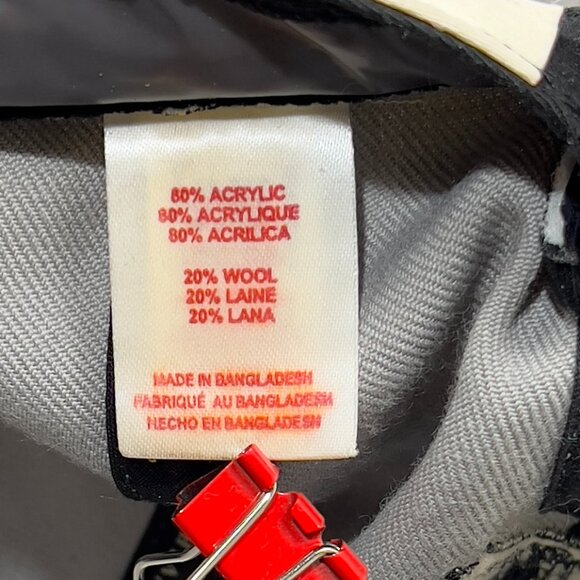 80% ACRYLIC
80% ACRYLIQUE
80% ACRILICA
20% WOOL
20% LAINE
20% LANA
MADE IN BANGLADESH
FABRIQUÉ AU BANGLADESH
HECHO EN BANGLADESH